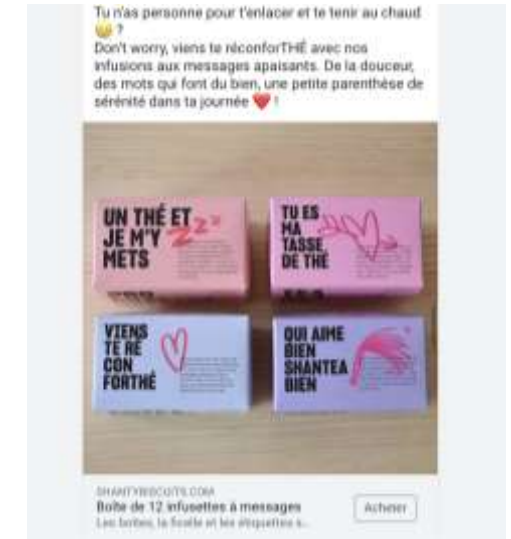 Tu n'as personne pour t'enlacer et te tenir au chaud
😢 ?
Don't worry, viens te réconforTHÉ avec nos
infusions aux messages apaisants. De la douceur,
des mots qui font du bien, une petite parenthèse de
sérénité dans ta journée ❤️ !
UN THÉ ET
JE M'Y
METS
zzz
TU ES
MA
TASSE
DE THÉ
VIENS
TE RÉ
CON
FORTHÉ
QUI AIME
BIEN
SHANTEA
BIEN
SHANTYBISCUITS.COM
Boîte de 12 infusettes à messages
Acheter
Les boîtes, la ficelle et les étiquettes s...